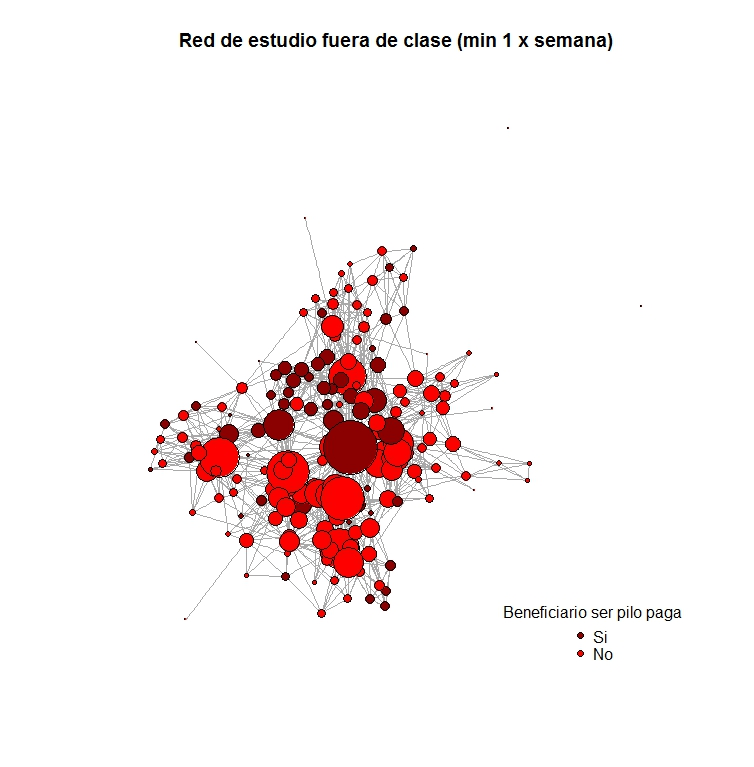 Red de estudio fuera de clase (min 1 x semana)
Beneficiario ser pilo paga
Si
No